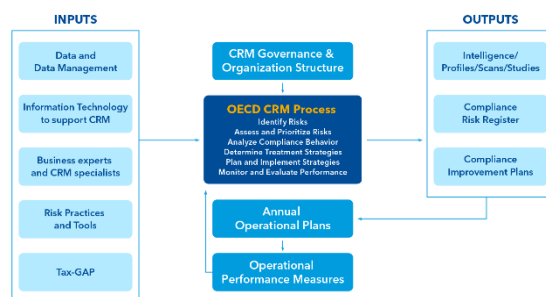 INPUTS
Data and
Data Management
Information Technology
to support CRM
Business experts
and CRM specialists
Risk Practices
and Tools
Tax-GAP
CRM Governance &
Organization Structure
OECD CRM Process
Identify Risks
Assess and Prioritize Risks
Analyze Compliance Behavior
Determine Treatment Strategies
Plan and Implement Strategies
Monitor and Evaluate Performance
Annual
Operational Plans
Operational
Performance Measures
OUTPUTS
Intelligence/
Profiles/Scans/Studies
Compliance
Risk Register
Compliance
Improvement Plans